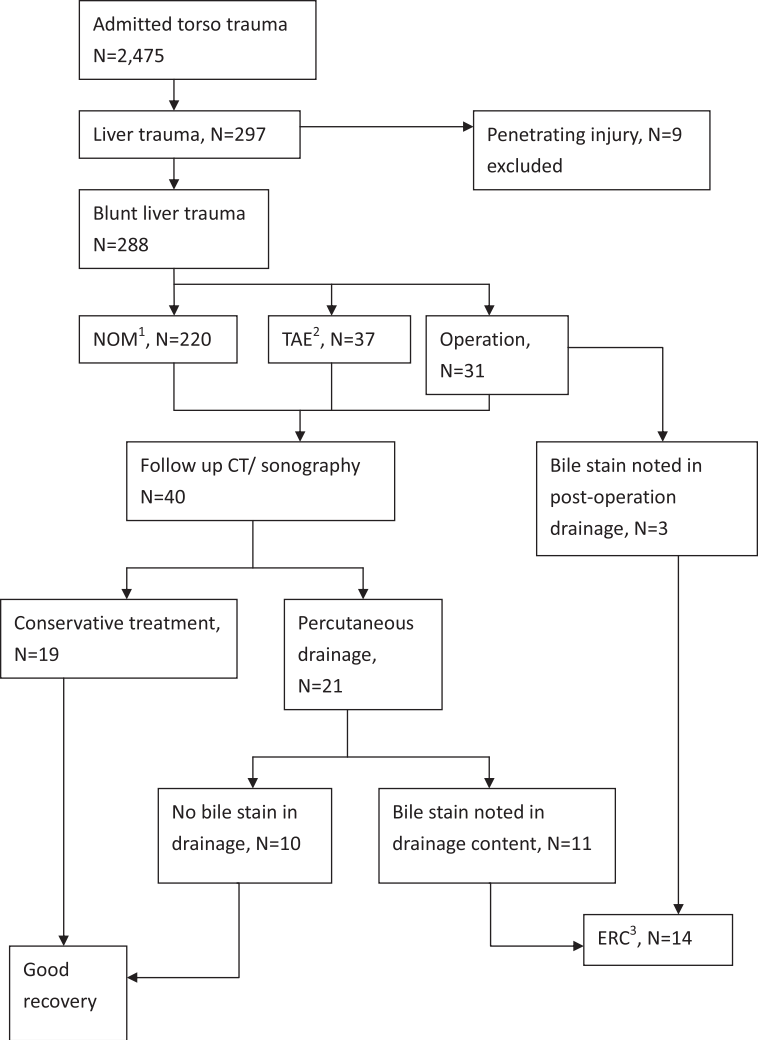 Admitted torso trauma
N=2,475
Liver trauma, N=297
Penetrating injury, N=9
excluded
Blunt liver trauma
N=288
NOM1, N=220
TAE2, N=37
Operation,
N=31
Follow up CT/ sonography
N=40
Bile stain noted in
post-operation
drainage, N=3
Conservative treatment,
N=19
Percutaneous
drainage,
N=21
No bile stain in
drainage, N=10
Bile stain noted in
drainage content, N=11
ERC3, N=14
Good
recovery